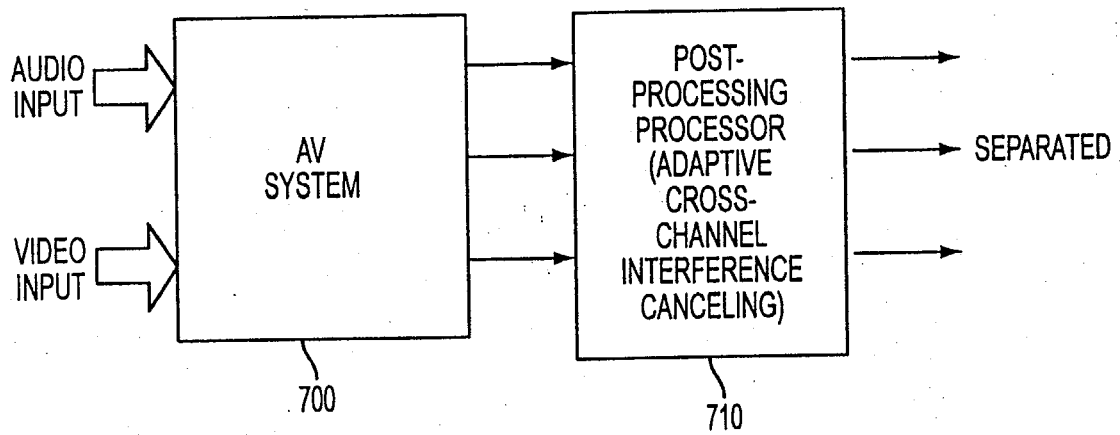 AUDIO
INPUT
VIDEO
INPUT
AV
SYSTEM
700
POST-
PROCESSING
PROCESSOR
(ADAPTIVE
CROSS-
CHANNEL
INTERFERENCE
CANCELING)
710
SEPARATED